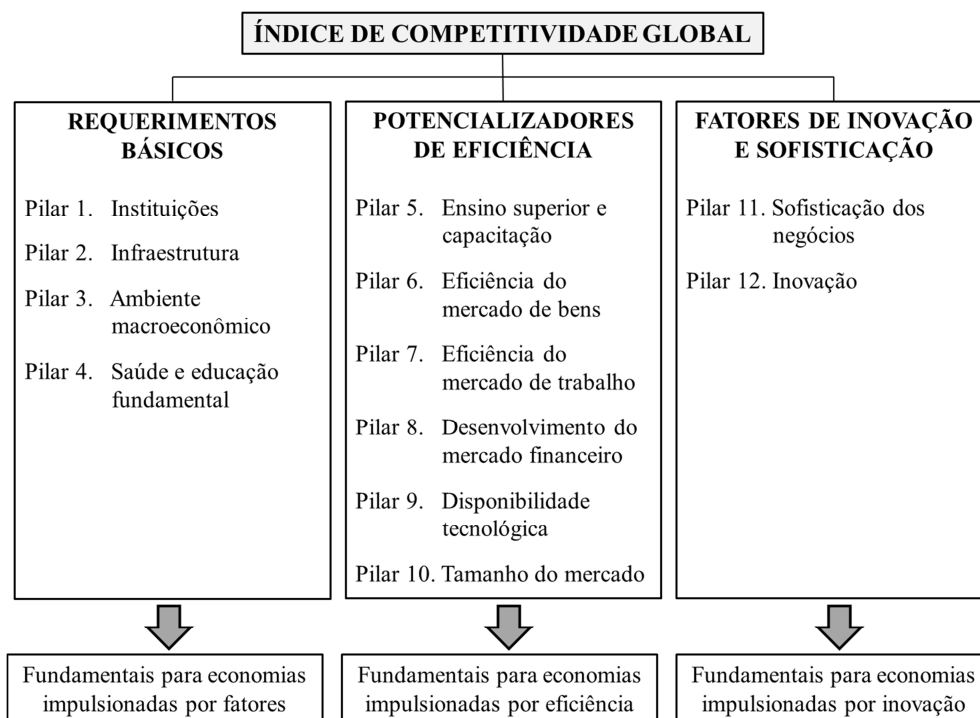 ÍNDICE DE COMPETITIVIDADE GLOBAL
REQUERIMENTOS
BÁSICOS
Pilar 1. Instituições
Pilar 2. Infraestrutura
Pilar 3. Ambiente
macroeconômico
Pilar 4. Saúde e educação
fundamental
Fundamentais para economias
impulsionadas por fatores
POTENCIALIZADORES
DE EFICIÊNCIA
Pilar 5. Ensino superior e
capacitação
Pilar 6. Eficiência do
mercado de bens
Pilar 7. Eficiência do
mercado de trabalho
Pilar 8. Desenvolvimento do
mercado financeiro
Pilar 9. Disponibilidade
tecnológica
Pilar 10. Tamanho do mercado
Fundamentais para economias
impulsionadas por eficiência
FATORES DE INOVAÇÃO
E SOFISTICAÇÃO
Pilar 11. Sofisticação dos
negócios
Pilar 12. Inovação
Fundamentais para economias
impulsionadas por inovação